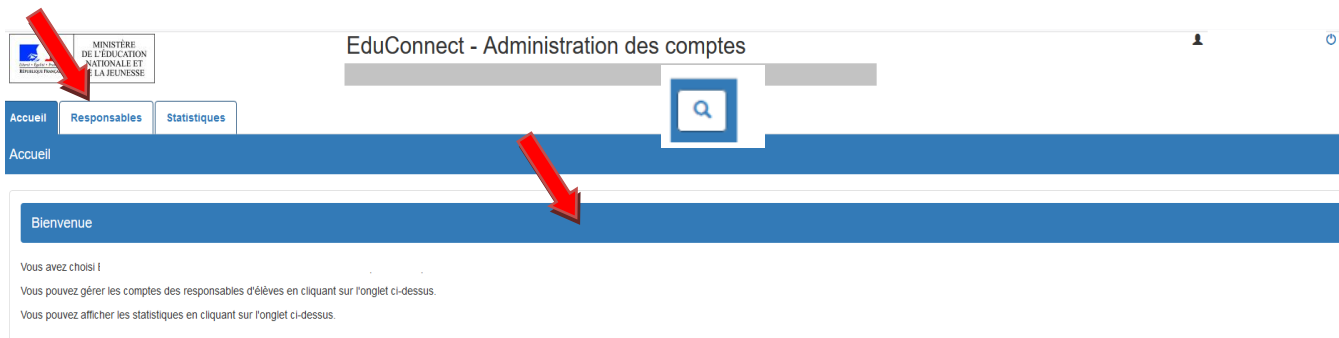 MINISTÈRE
DE L'ÉDUCATION
NATIONALE ET
LA JEUNESSE
RÉPUBLIQUE
EduConnect - Administration des comptes
Accueil
Responsables
Statistiques
Accueil
Bienvenue
Vous avez choisi
Vous pouvez gérer les comptes des responsables d'élèves en cliquant sur l'onglet ci-dessus.
Vous pouvez afficher les statistiques en cliquant sur l'onglet ci-dessus.